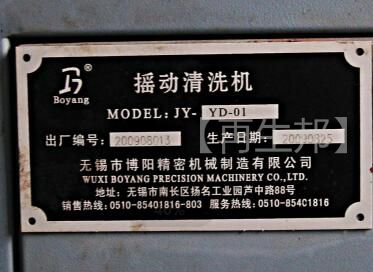 Boyang
®
摇动清洗机
MODEL: JY- YD-01
出厂编号: 200908013 生产日期: 20090825
无锡市博阳精密机械制造有限公司
WUXI BOYANG PRECISION MACHINERY CO.,LTD.
地址: 无锡市南长区扬名工业园芦中路88号
销售热线: 0510-85401816-803 服务热线: 0510-85401816
【再生邦】